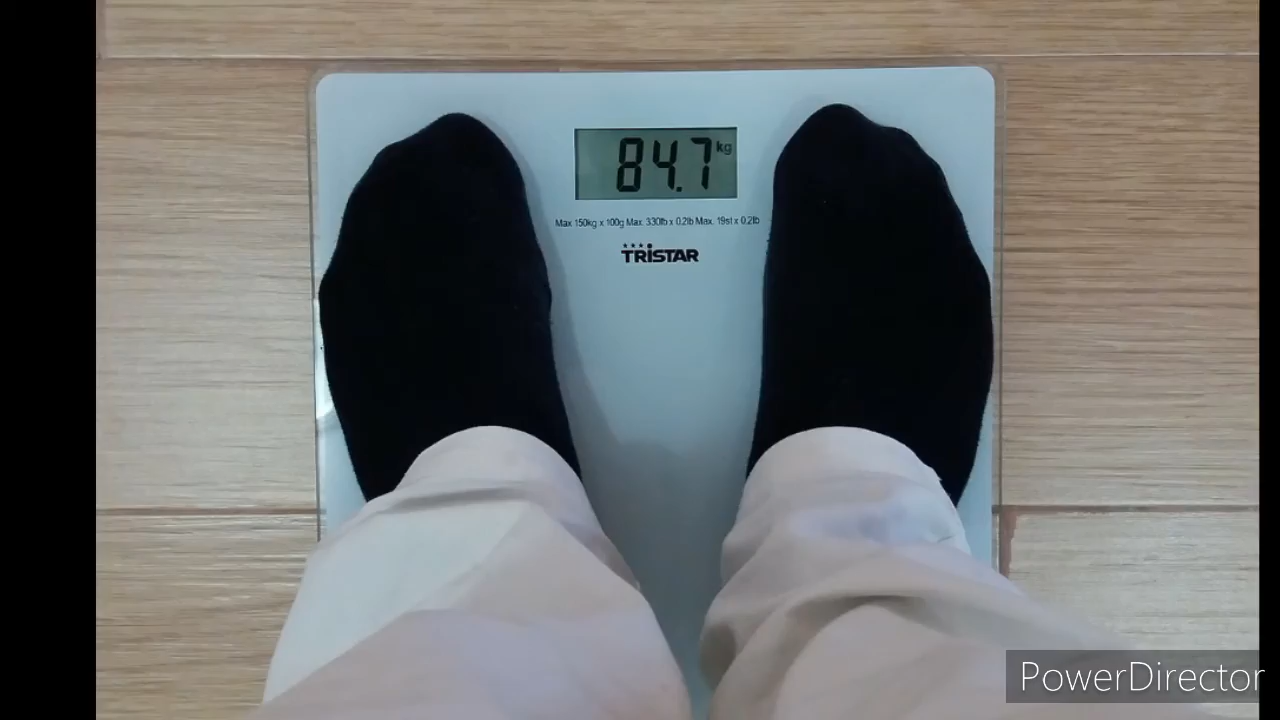 84.7 kg
Max 150kg x 100g Max. 330lb x 0.2lb Max. 19st x 0.2lb
TRISTAR
PowerDirector